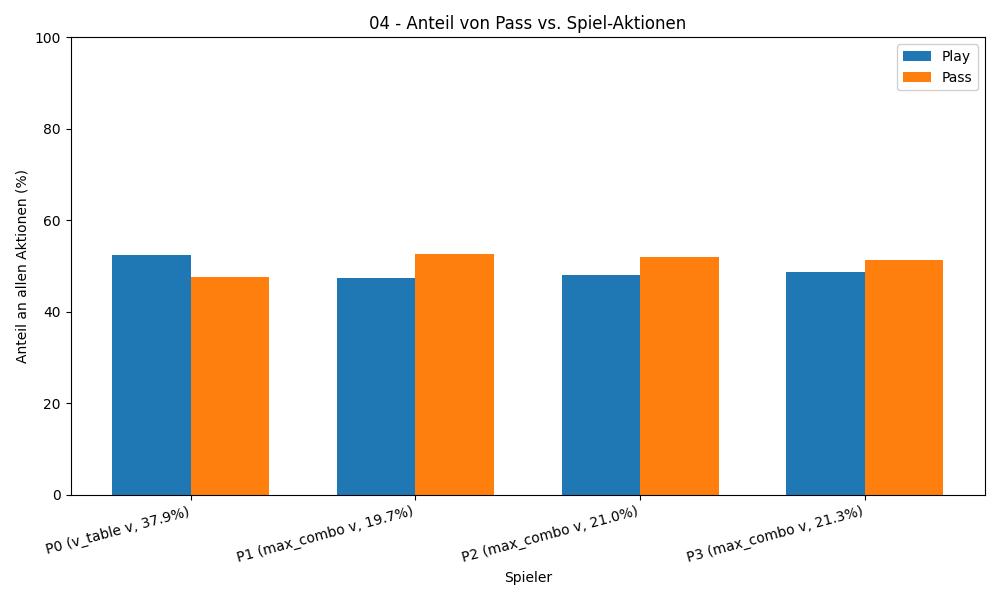 04 - Anteil von Pass vs. Spiel-Aktionen
Play
Pass
Anteil an allen Aktionen (%)
100
80
60
40
20
0
P0 (v_table v, 37.9%)
P1 (max_combo v, 19.7%)
P2 (max_combo v, 21.0%)
P3 (max_combo v, 21.3%)
Spieler